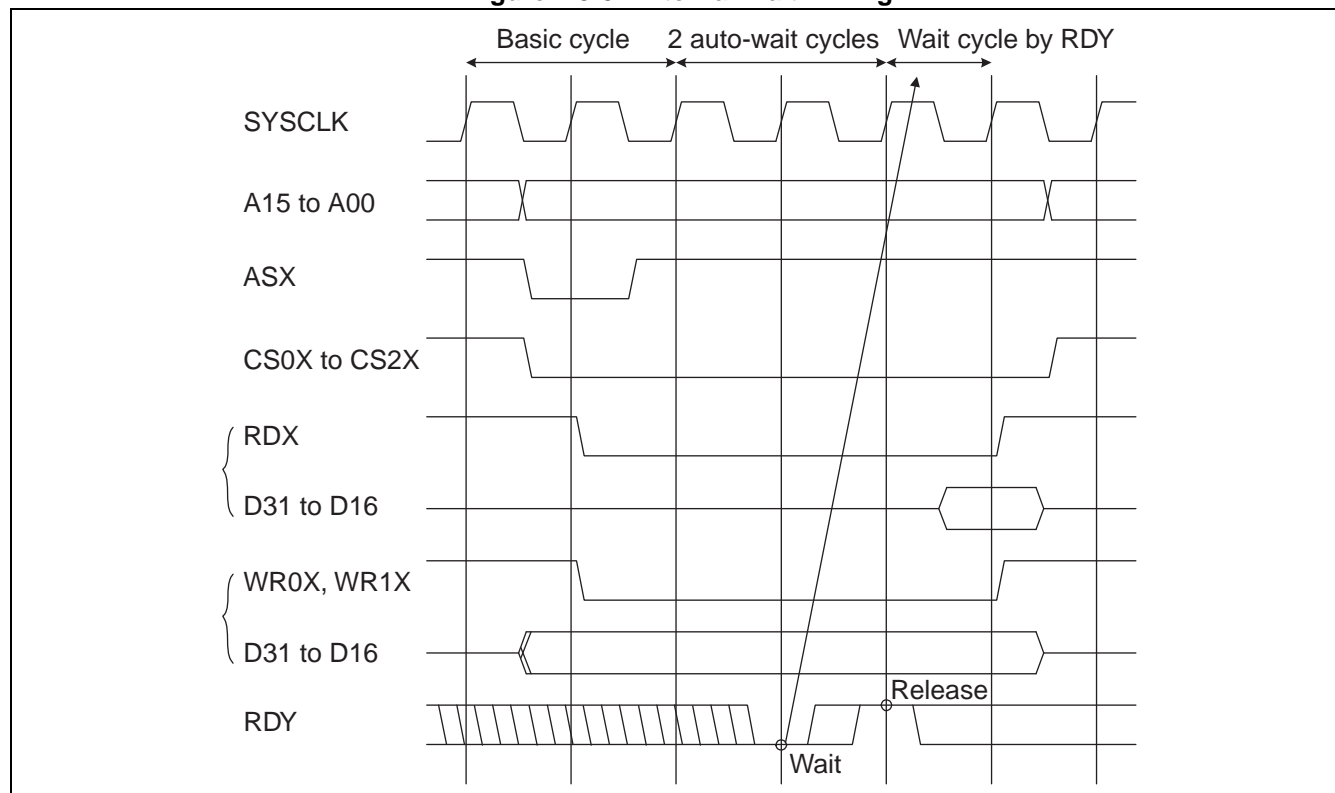 Basic cycle 2 auto-wait cycles Wait cycle by RDY
SYSCLK
A15 to A00
ASX
CS0X to CS2X
RDX
D31 to D16
WR0X, WR1X
D31 to D16
Release
RDY
Wait